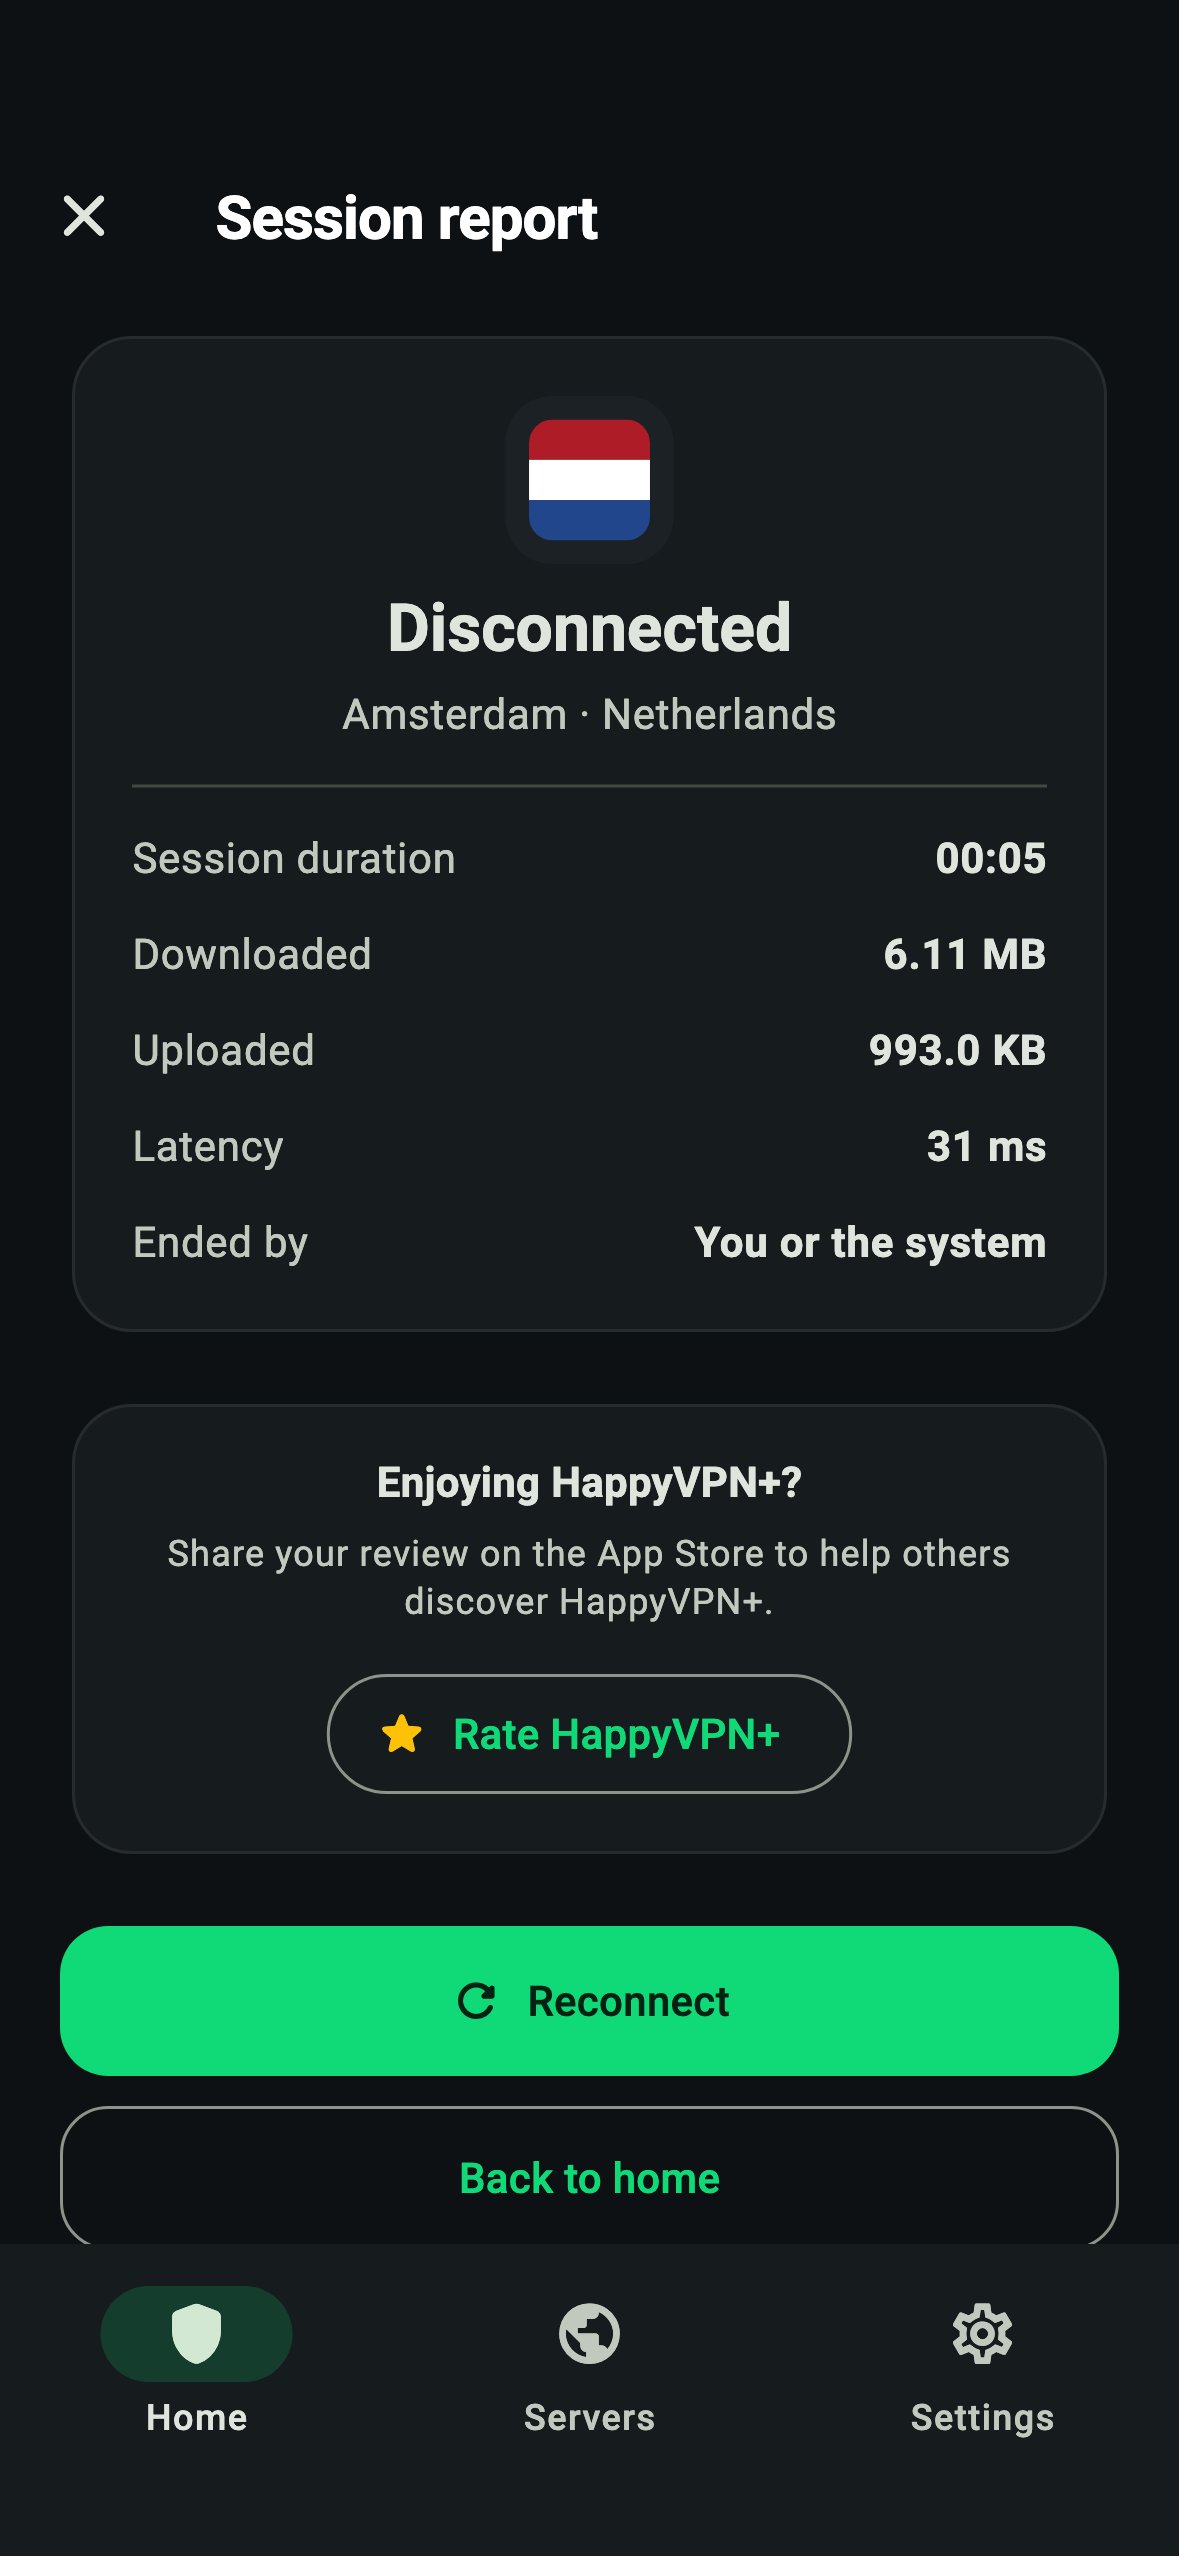 Session report
Disconnected
Amsterdam · Netherlands
Session duration 00:05
Downloaded 6.11 MB
Uploaded 993.0 KB
Latency 31 ms
Ended by You or the system
Enjoying HappyVPN+?
Share your review on the App Store to help others
discover HappyVPN+.
Rate HappyVPN+
Reconnect
Back to home
Home Servers Settings